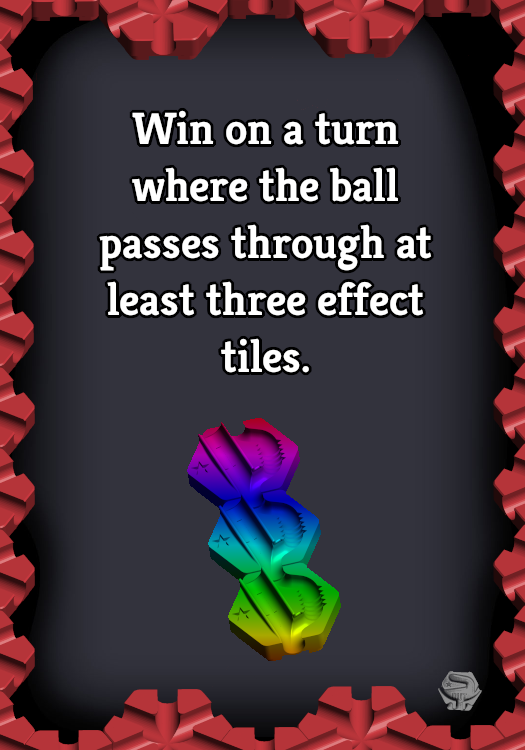 Win on a turn
where the ball
passes through at
least three effect
tiles.